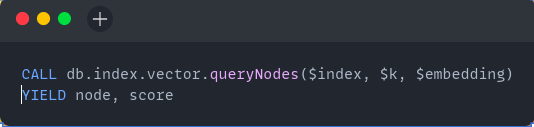 CALL db.index.vector.queryNodes($index, $k, $embedding)
YIELD node, score